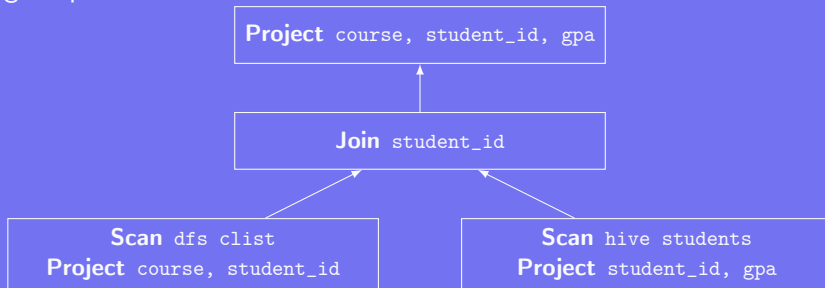 Project course, student_id, gpa
Join student_id
Scan dfs clist
Project course, student_id
Scan hive students
Project student_id, gpa